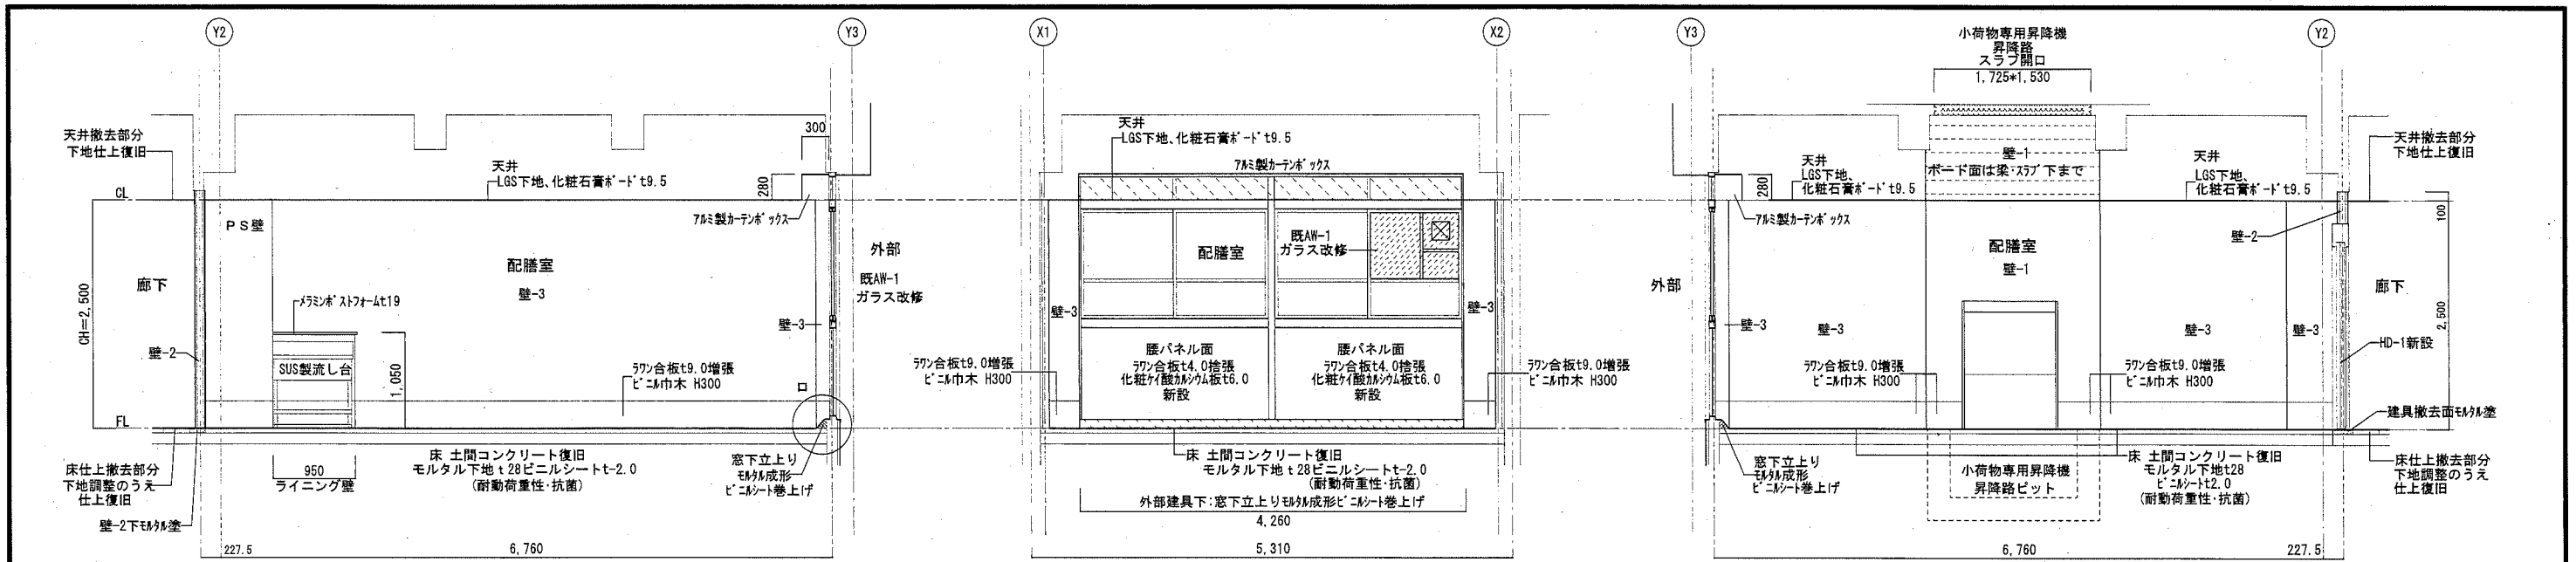 Y2
Y3
天井撤去部分
下地仕上復旧
天井
LGS下地、化粧石膏ボードt9.5
300
280
アルミ製カーテンボックス
CL
PS壁
廊下
配膳室
壁-3
外部
既AW-1
ガラス改修
CH=2,500
メラミンポストフォームt19
壁-2
SUS製流し台
1,050
壁-3
ラワン合板t9.0増張
ビニル巾木 H300
ロ
FL
床仕上撤去部分
下地調整のうえ
仕上復旧
950
ライニング壁
床 土間コンクリート復旧
モルタル下地 t 28ビニルシートt-2.0
(耐動荷重性・抗菌)
窓下立上り
モルタル成形
ビニルシート巻上げ
壁-2下モルタル塗
227.5
6,760
X1
X2
天井
LGS下地、化粧石膏ボードt9.5
アルミ製カーテンボックス
配膳室
既AW-1
ガラス改修
壁-3
壁-3
ラワン合板t9.0増張
ビニル巾木 H300
腰パネル面
ラワン合板t4.0捨張
化粧ケイ酸カルシウム板t6.0
新設
腰パネル面
ラワン合板t4.0捨張
化粧ケイ酸カルシウム板t6.0
新設
ラワン合板t9.0増張
ビニル巾木 H300
床 土間コンクリート復旧
モルタル下地 t 28ビニルシートt-2.0
(耐動荷重性・抗菌)
外部建具下:窓下立上りモルタル成形ビニルシート巻上げ
4,260
5,310
Y3
Y2
小荷物専用昇降機
昇降路
スラブ開口
1,725*1,530
天井撤去部分
下地仕上復旧
天井
LGS下地、
化粧石膏ボードt9.5
壁-1
ボード面は梁・スラブ下まで
天井
LGS下地、
化粧石膏ボードt9.5
280
アルミ製カーテンボックス
100
壁-2
配膳室
壁-1
外部
廊下
壁-3
壁-3
壁-3
壁-3
2,500
HD-1新設
ラワン合板t9.0増張
ビニル巾木 H300
ラワン合板t9.0増張
ビニル巾木 H300
建具撤去面モルタル塗
窓下立上り
モルタル成形
ビニルシート巻上げ
小荷物専用昇降機
昇降路ピット
床 土間コンクリート復旧
モルタル下地t28
ビニルシートt2.0
(耐動荷重性・抗菌)
床仕上撤去部分
下地調整のうえ
仕上復旧
6,760
227.5